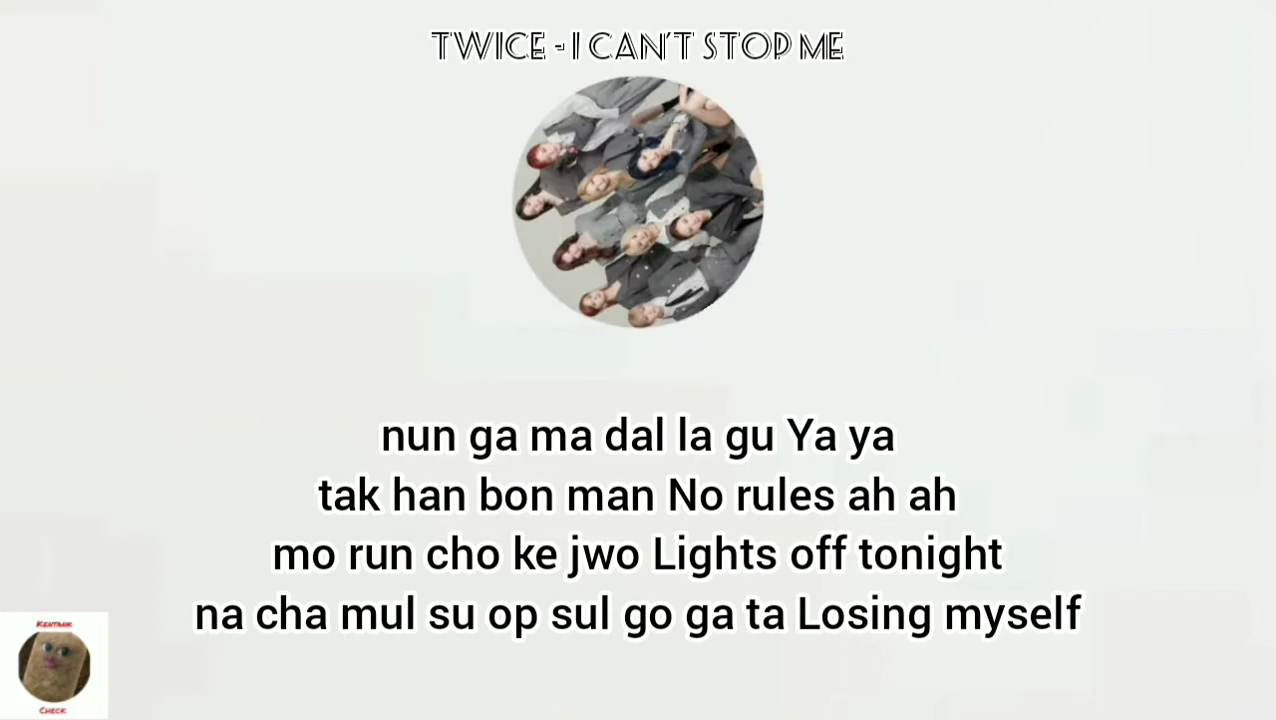 TWICE - I CAN'T STOP ME
nun ga ma dal la gu Ya ya
tak han bon man No rules ah ah
mo run cho ke jwo Lights off tonight
na cha mul su op sul go ga ta Losing myself
KENTANK
CHECK